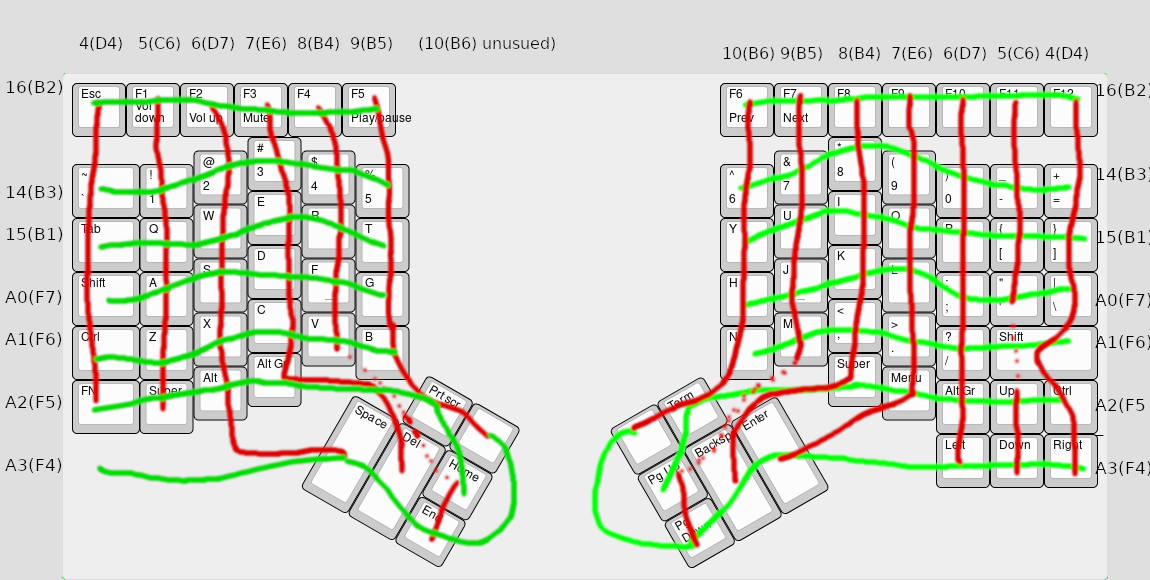 4(D4) 5(C6) 6(D7) 7(E6) 8(B4) 9(B5) (10(B6) unusued)
10(B6) 9(B5) 8(B4) 7(E6) 6(D7) 5(C6) 4(D4)
16(B2)
Esc F1 F2 F3 F4 F5
Vol down Vol up Mute Play/pause
F6 F7 F8 F9 F10 F11 F12
Prev Next
16(B2)
14(B3)
~ ! @ # $ %
` 1 2 3 4 5
^ & * ( ) _ +
6 7 8 9 0 - =
14(B3)
15(B1)
Tab Q W E R T
Y U I O P { }
[ ]
15(B1)
A0(F7)
Shift A S D F G
_
H J K L : " |
_ ; ' \
A0(F7)
A1(F6)
Ctrl Z X C V B
N M < > ? Shift
, . /
A1(F6)
A2(F5)
FN Super Alt Alt Gr
Super Menu Alt Gr Up Ctrl
A2(F5
A3(F4)
Left Down Right
A3(F4)
Prt scr
Space Del
Home
End
Term
Enter
Backsp
Pg Up